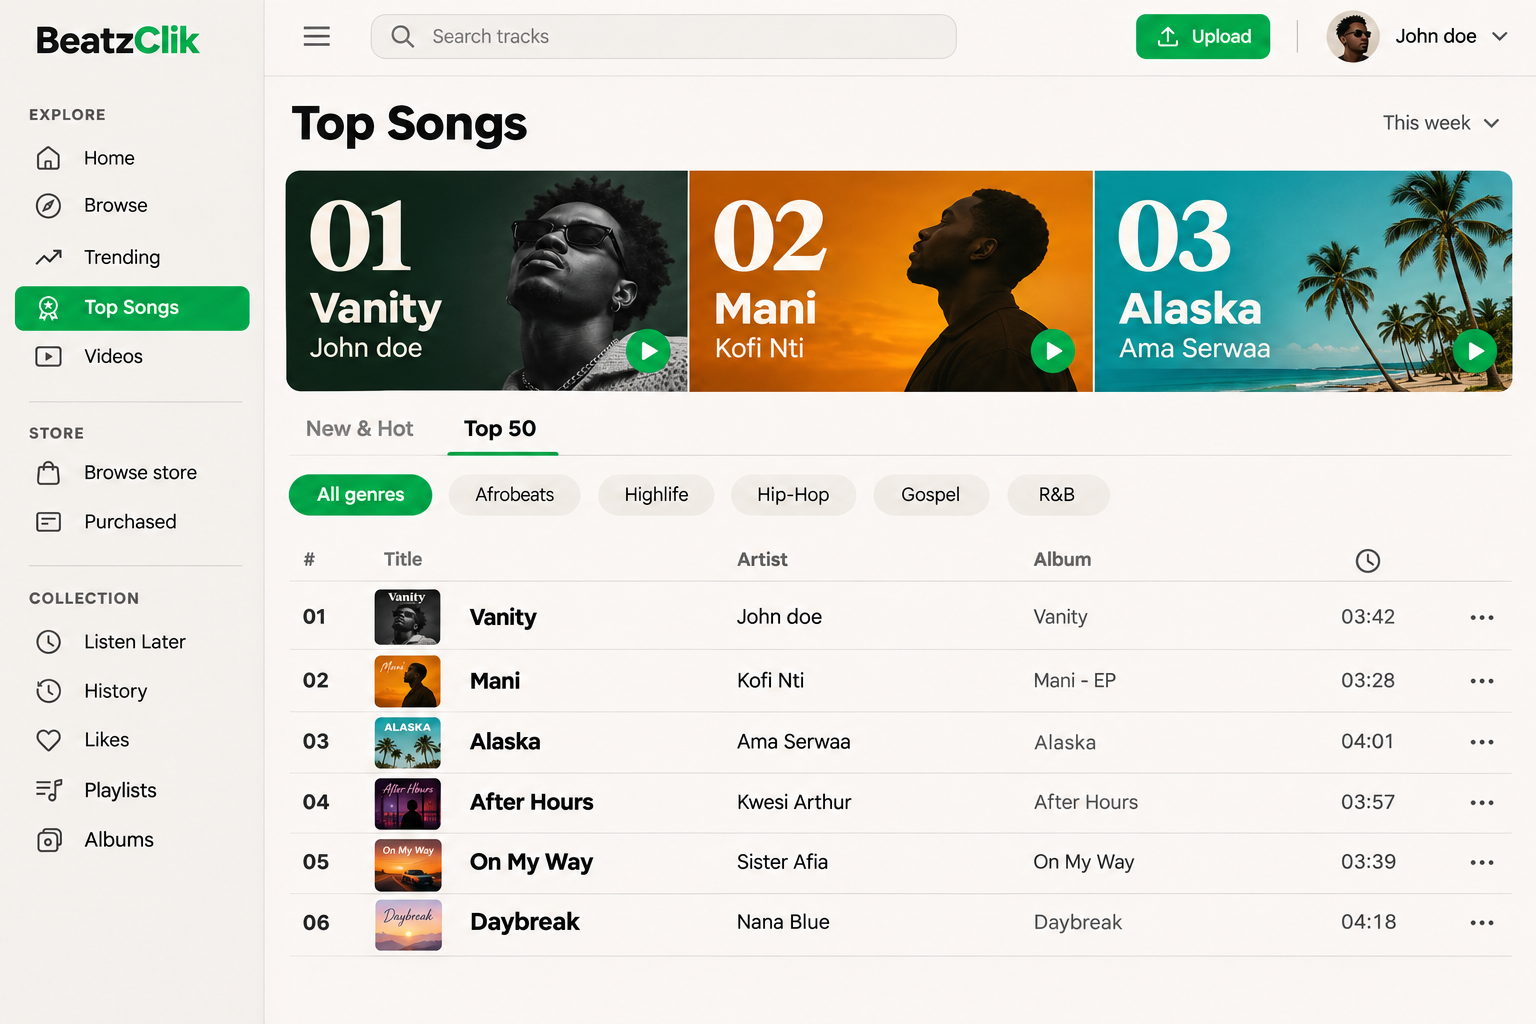 BeatzClik
Search tracks
Upload
John doe
EXPLORE
Home
Browse
Trending
Top Songs
Videos
STORE
Browse store
Purchased
COLLECTION
Listen Later
History
Likes
Playlists
Albums
Top Songs
This week
01
Vanity
John doe
02
Mani
Kofi Nti
03
Alaska
Ama Serwaa
New & Hot Top 50
All genres Afrobeats Highlife Hip-Hop Gospel R&B
# Title Artist Album
01 Vanity Vanity John doe Vanity 03:42
02 Mani Kofi Nti Mani - EP 03:28
03 ALASKA Alaska Ama Serwaa Alaska 04:01
04 After Hours After Hours Kwesi Arthur After Hours 03:57
05 On My Way On My Way Sister Afia On My Way 03:39
06 Daybreak Daybreak Nana Blue Daybreak 04:18